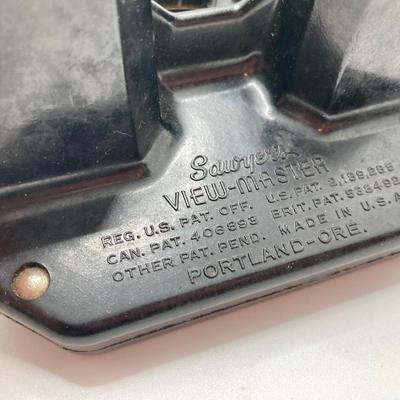 Sawyer's
VIEW-MASTER
REG. U.S. PAT. OFF. U.S. PAT. 2,189,285
CAN. PAT. 406893 BRIT. PAT. 532492
OTHER PAT. PEND. MADE IN U.S.A
PORTLAND-ORE.